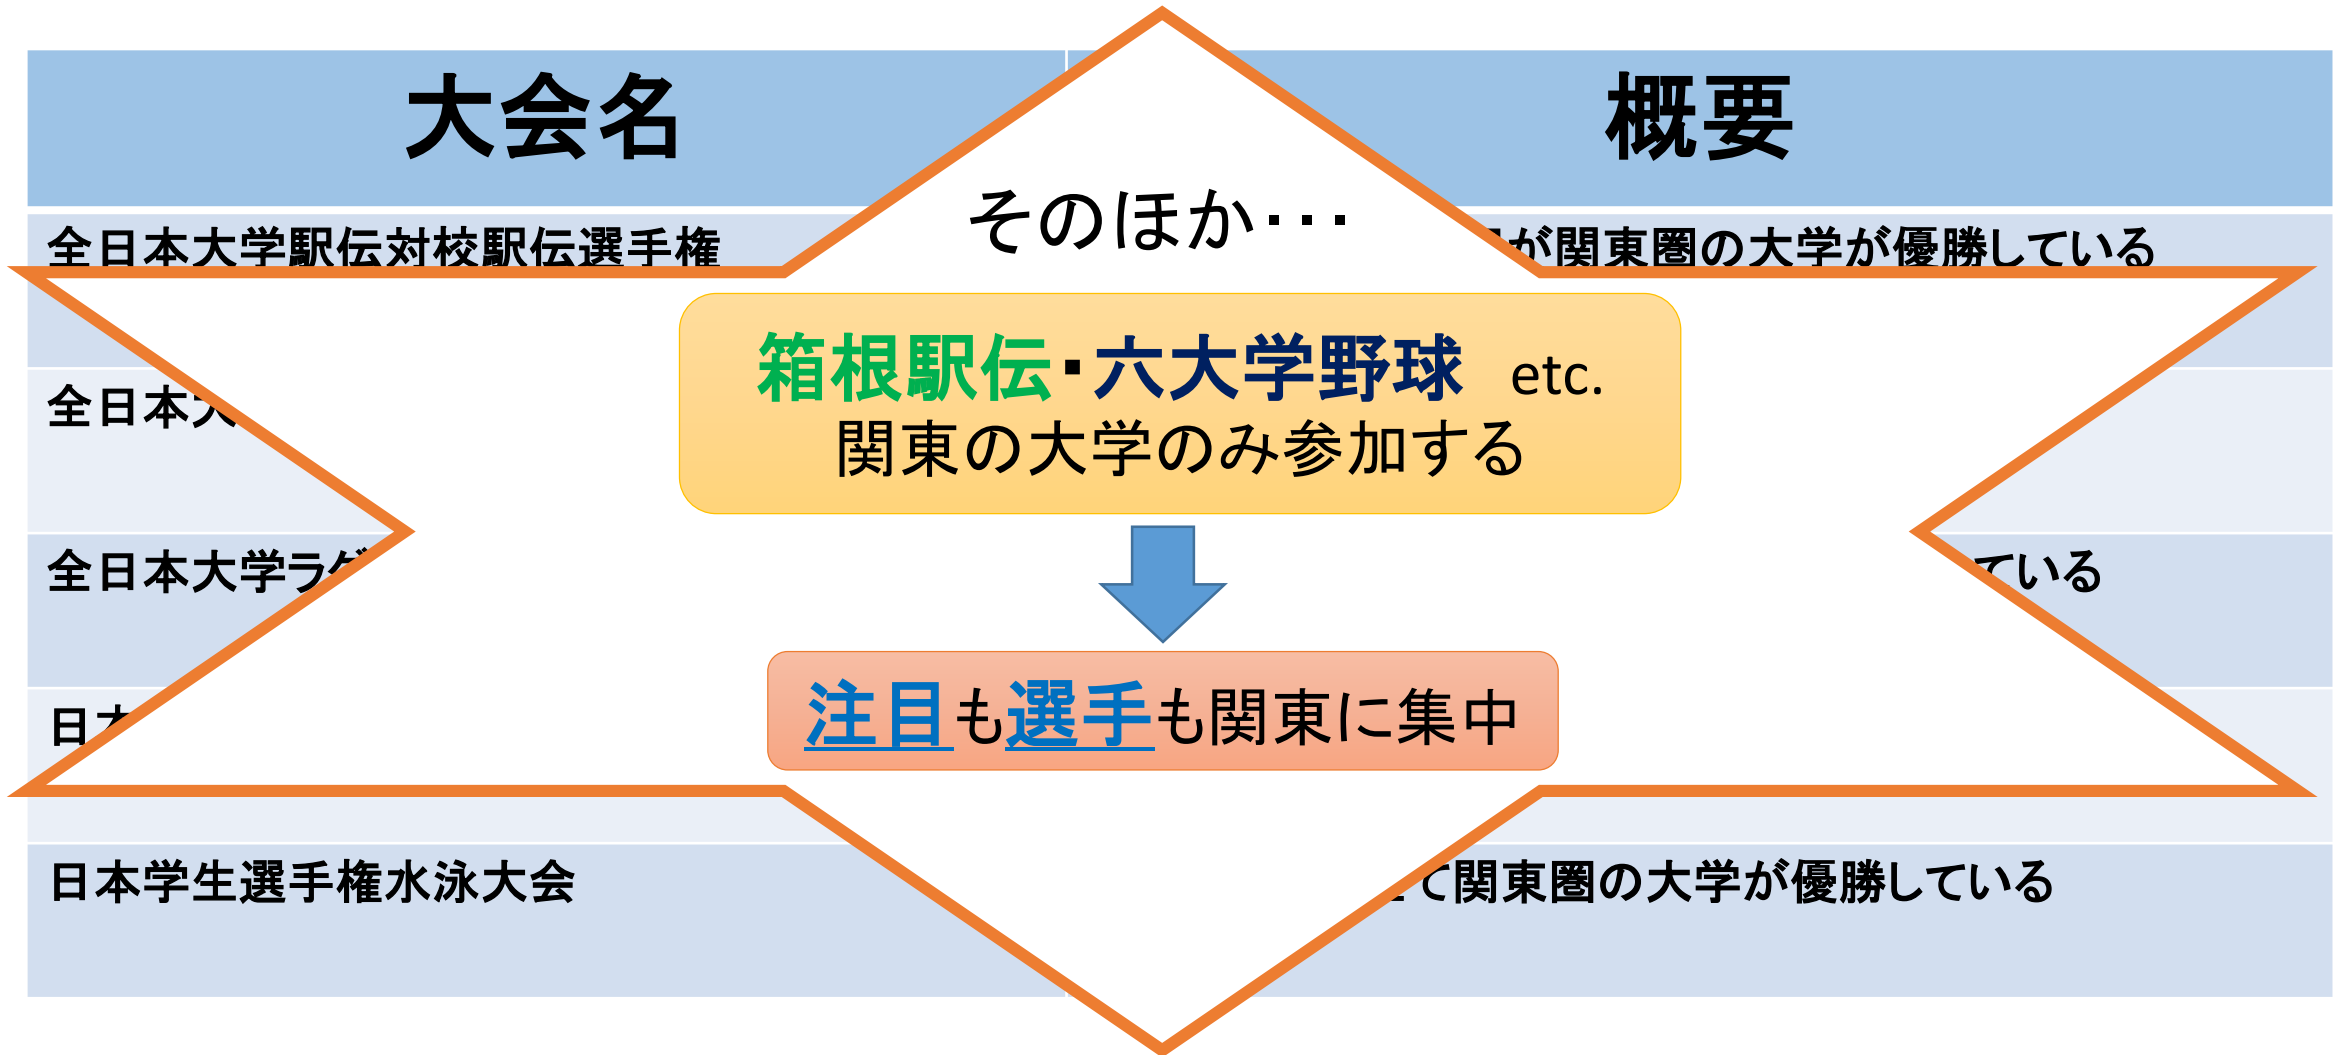 大会名
概要
全日本大学駅伝対校駅伝選手権
が関東圏の大学が優勝している
全日本
全日本大学ラグ
ている
日本
日本学生選手権水泳大会
て関東圏の大学が優勝している
そのほか・・・
箱根駅伝・六大学野球 etc.
関東の大学のみ参加する
注目も選手も関東に集中